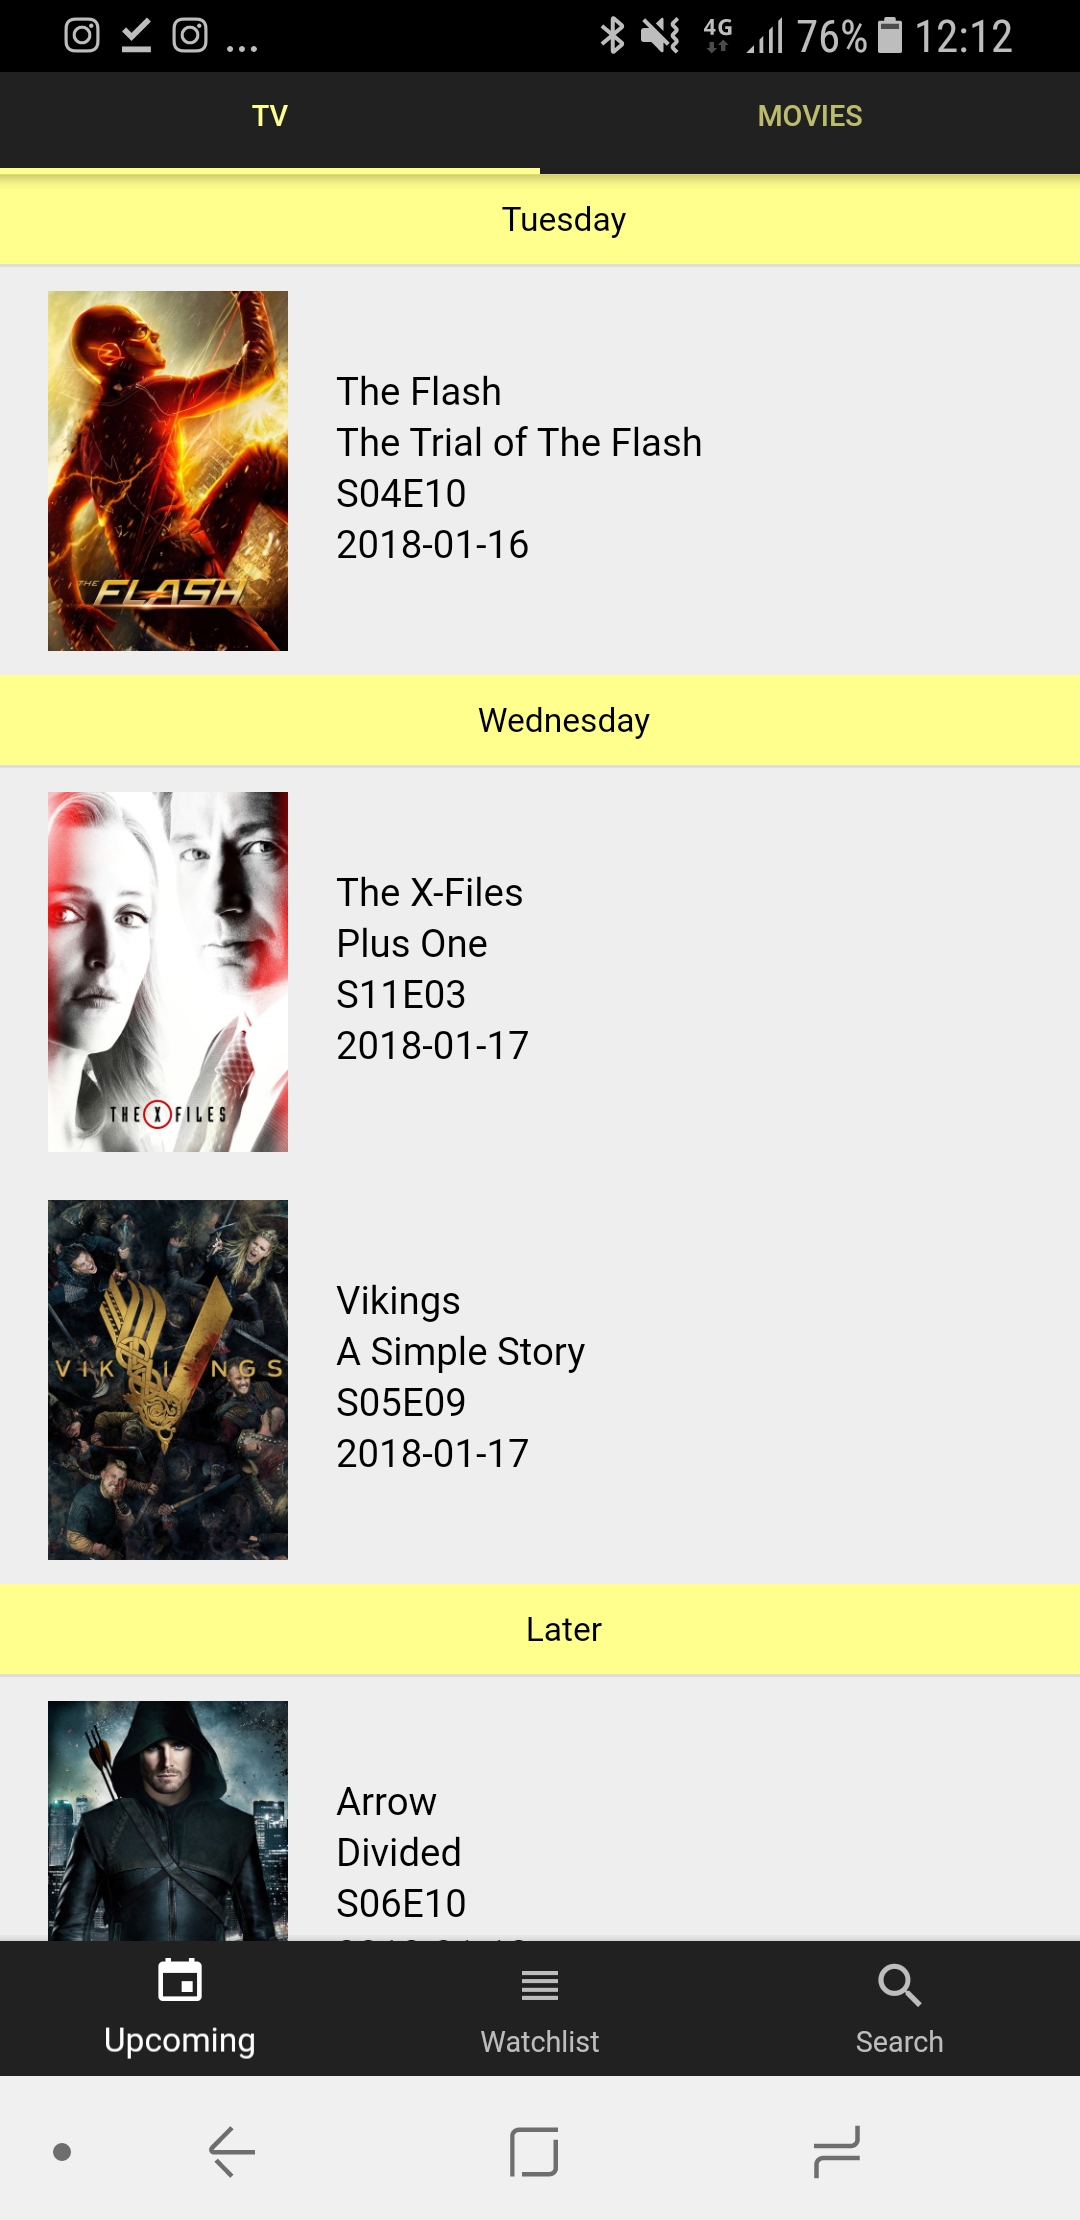 ... 4G 76% 12:12
TV
MOVIES
Tuesday
THE
FLASH
The Flash
The Trial of The Flash
S04E10
2018-01-16
Wednesday
THE X FILES
The X-Files
Plus One
S11E03
2018-01-17
VIKINGS
Vikings
A Simple Story
S05E09
2018-01-17
Later
Arrow
Divided
S06E10
Upcoming
Watchlist
Search